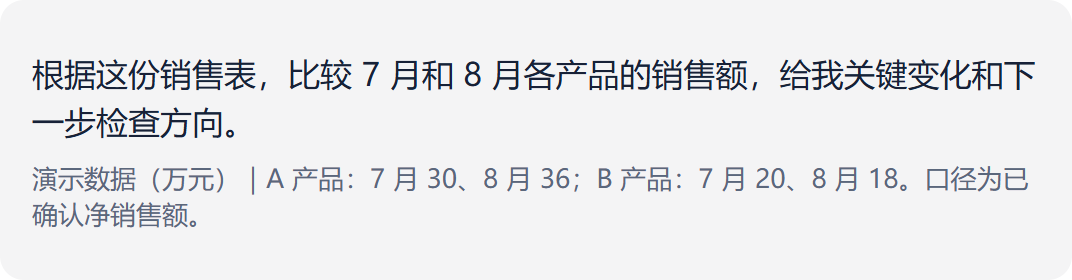 根据这份销售表，比较 7 月和 8 月各产品的销售额，给我关键变化和下
一步检查方向。
演示数据（万元）｜A 产品：7 月 30、8 月 36；B 产品：7 月 20、8 月 18。口径为已
确认净销售额。